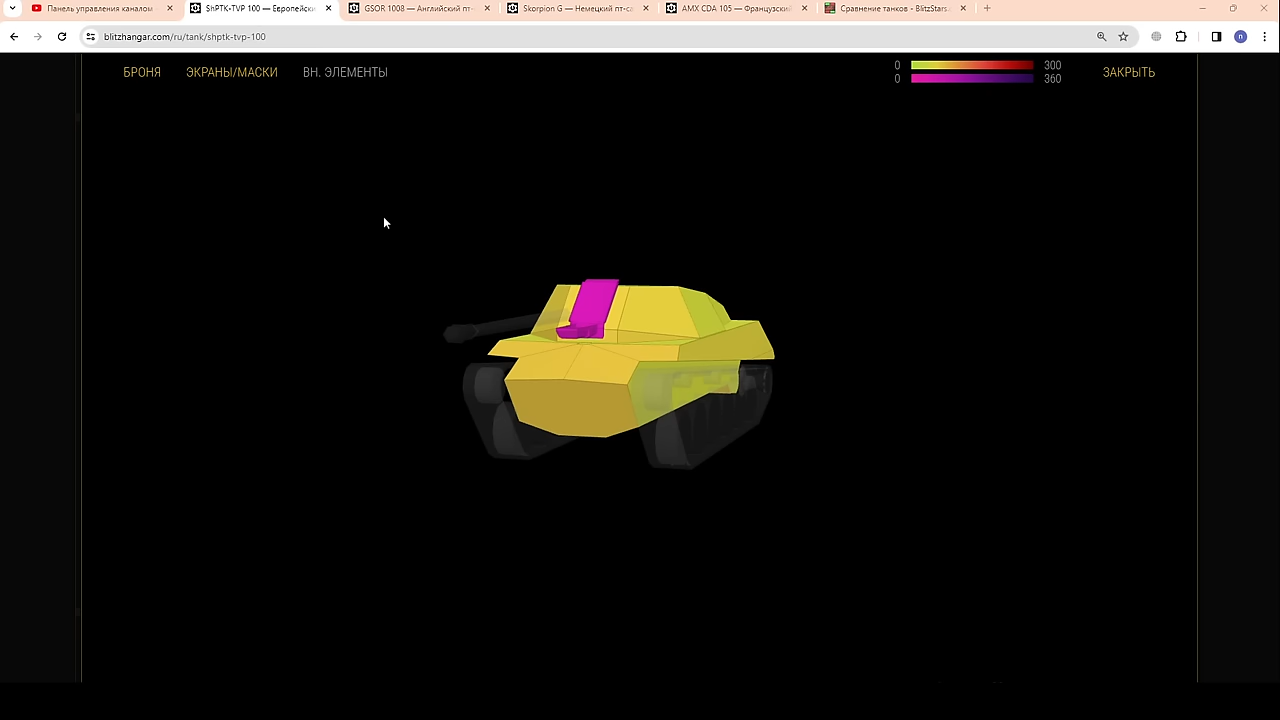 Панель управления каналом
ShPTK-TVP 100 — Европейски
GSOR 1008 — Английский пт-
Skorpion G — Немецкий пт-са
AMX CDA 105 — Французский
Сравнение танков - BlitzStars
blitzhangar.com/ru/tank/shptk-tvp-100
n
БРОНЯ ЭКРАНЫ/МАСКИ ВН. ЭЛЕМЕНТЫ
0 300
0 360
ЗАКРЫТЬ